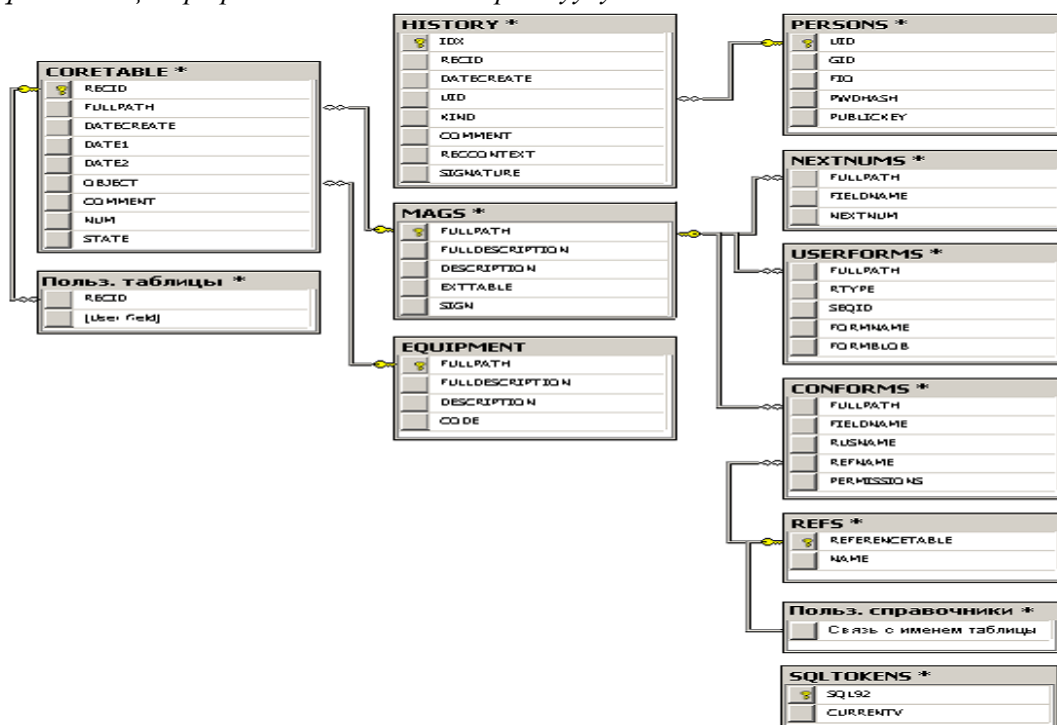 CORETABLE *
RECID
FULLPATH
DATECREATE
DATE1
DATE2
OBJECT
COMMENT
NUM
STATE
Польз. таблицы *
RECID
[User field]
HISTORY *
IDX
RECID
DATECREATE
UID
KIND
COMMENT
RECCONTEXT
SIGNATURE
MAGS *
FULLPATH
FULLDESCRIPTION
DESCRIPTION
EXTTABLE
SIGN
EQUIPMENT
FULLPATH
FULLDESCRIPTION
DESCRIPTION
CODE
PERSONS *
UID
GID
FIO
PWDHASH
PUBLICKEY
NEXTNUMS *
FULLPATH
FIELDNAME
NEXTNUM
USERFORMS *
FULLPATH
RTYPE
SEQID
FORMNAME
FORMBLOB
CONFORMS *
FULLPATH
FIELDNAME
RUSNAME
REFNAME
PERMISSIONS
REFS *
REFERENCETABLE
NAME
Польз. справочники *
Связь с именем таблицы
SQLTOKENS *
SQL92
CURRENTV